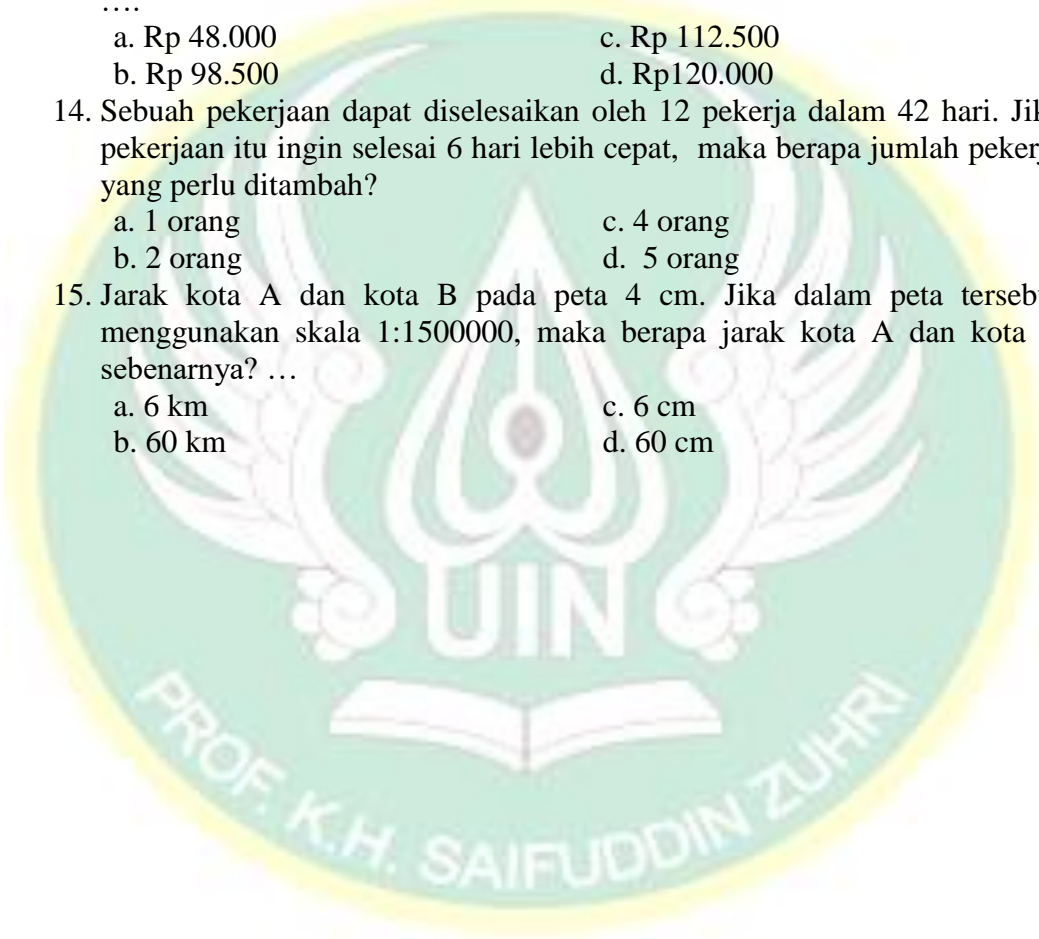 ….
a. Rp 48.000 c. Rp 112.500
b. Rp 98.500 d. Rp120.000
14. Sebuah pekerjaan dapat diselesaikan oleh 12 pekerja dalam 42 hari. Jik
pekerjaan itu ingin selesai 6 hari lebih cepat, maka berapa jumlah peker
yang perlu ditambah?
a. 1 orang c. 4 orang
b. 2 orang d. 5 orang
15. Jarak kota A dan kota B pada peta 4 cm. Jika dalam peta terseb
menggunakan skala 1:1500000, maka berapa jarak kota A dan kota
sebenarnya? …
a. 6 km c. 6 cm
b. 60 km d. 60 cm
UIN
PROF. K.H. SAIFUDDIN ZUHRI